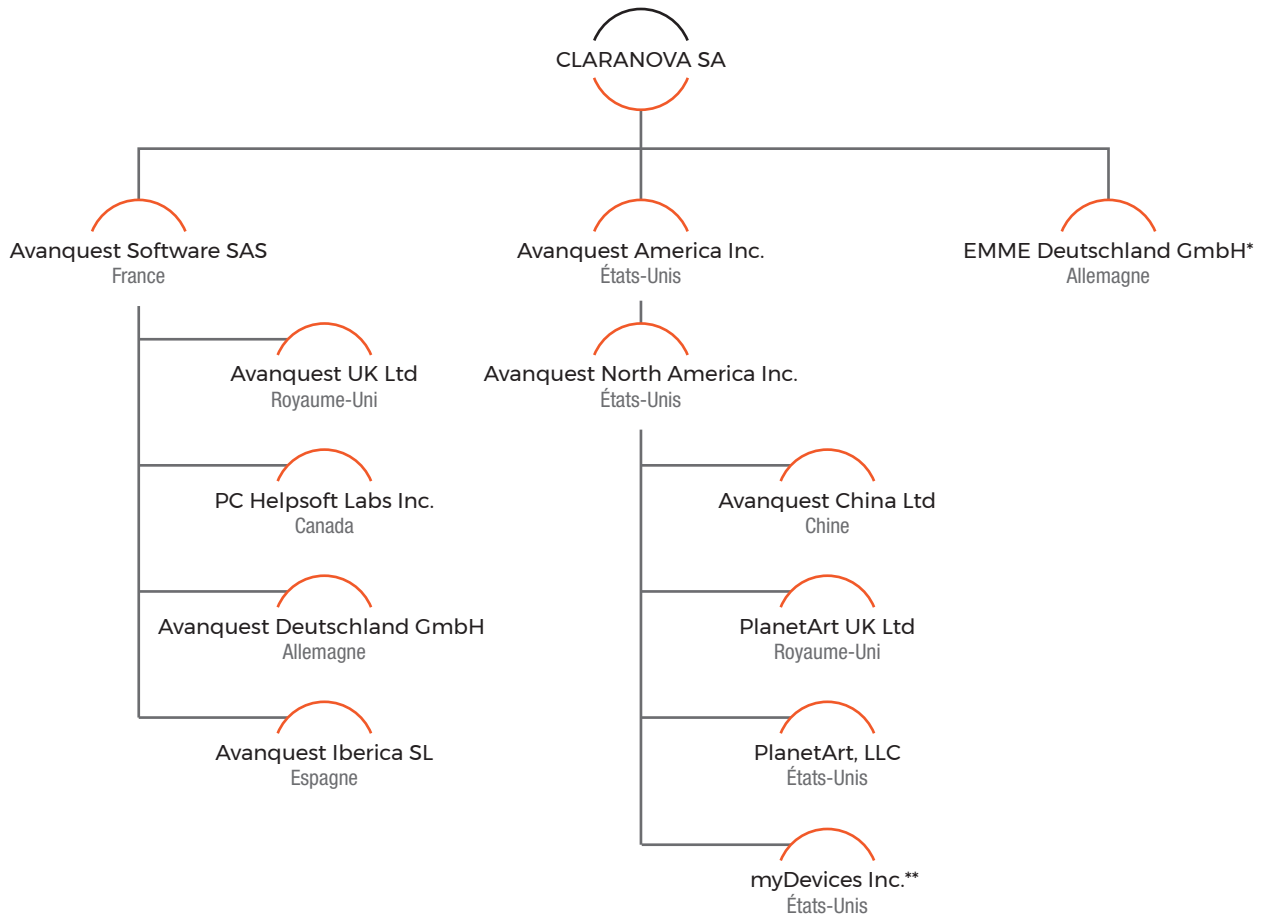 CLARANOVA SA
Avanquest Software SAS
France
Avanquest America Inc.
États-Unis
EMME Deutschland GmbH*
Allemagne
Avanquest UK Ltd
Royaume-Uni
Avanquest North America Inc.
États-Unis
PC Helpsoft Labs Inc.
Canada
Avanquest China Ltd
Chine
Avanquest Deutschland GmbH
Allemagne
PlanetArt UK Ltd
Royaume-Uni
Avanquest Iberica SL
Espagne
PlanetArt, LLC
États-Unis
myDevices Inc.**
États-Unis